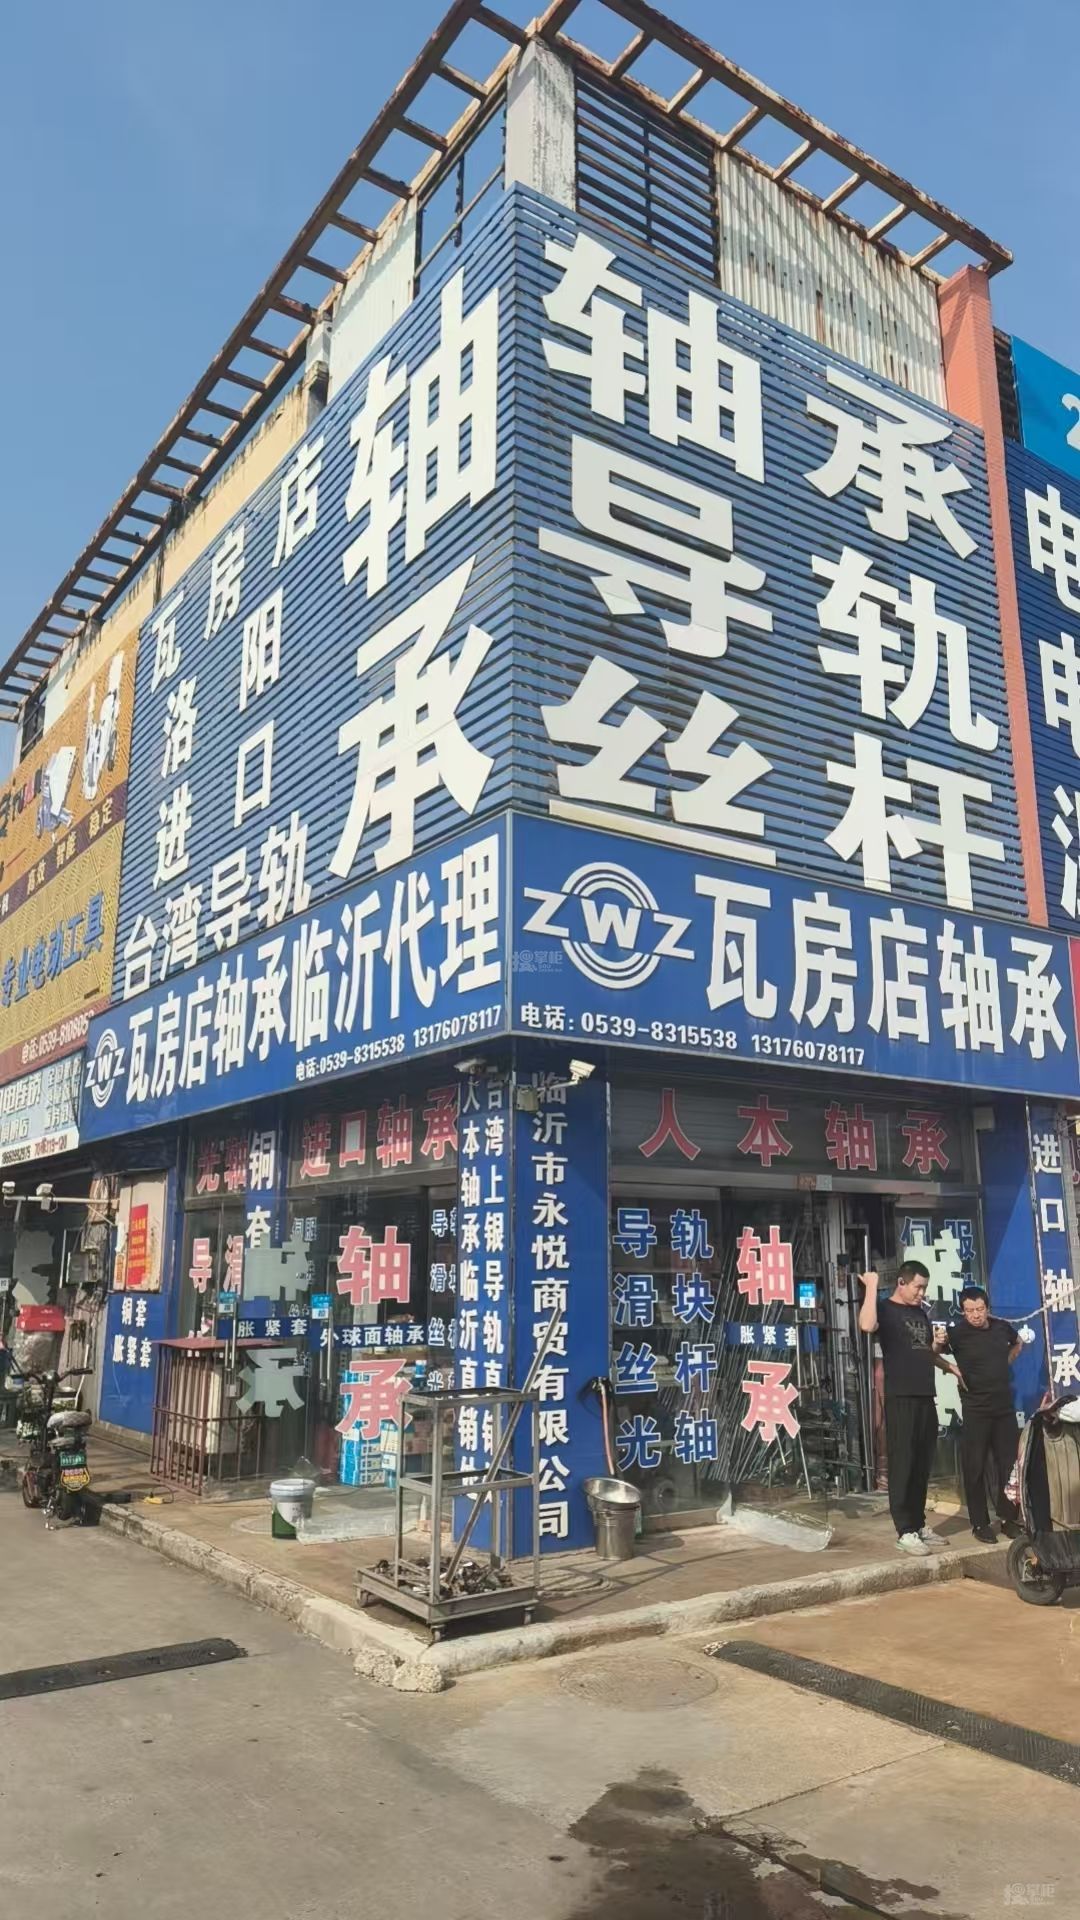 轴承
导轨
丝杆
轴承
瓦房店
洛阳
进口
台湾导轨
ZWZ 瓦房店轴承临沂代理
电话:0539-8315538 13176078117
ZWZ 瓦房店轴承
电话: 0539-8315538 13176078117
专业电动工具
光轴
铜套
进口轴承
人本轴承
台湾上银导轨直销
人本轴承临沂直销处
临沂市永悦商贸有限公司
导轨
滑块
丝杆
光轴
轴承
胀紧套
轴承
胀紧套
外球面轴承
铜套
胀紧套
进口轴承
搜掌柜